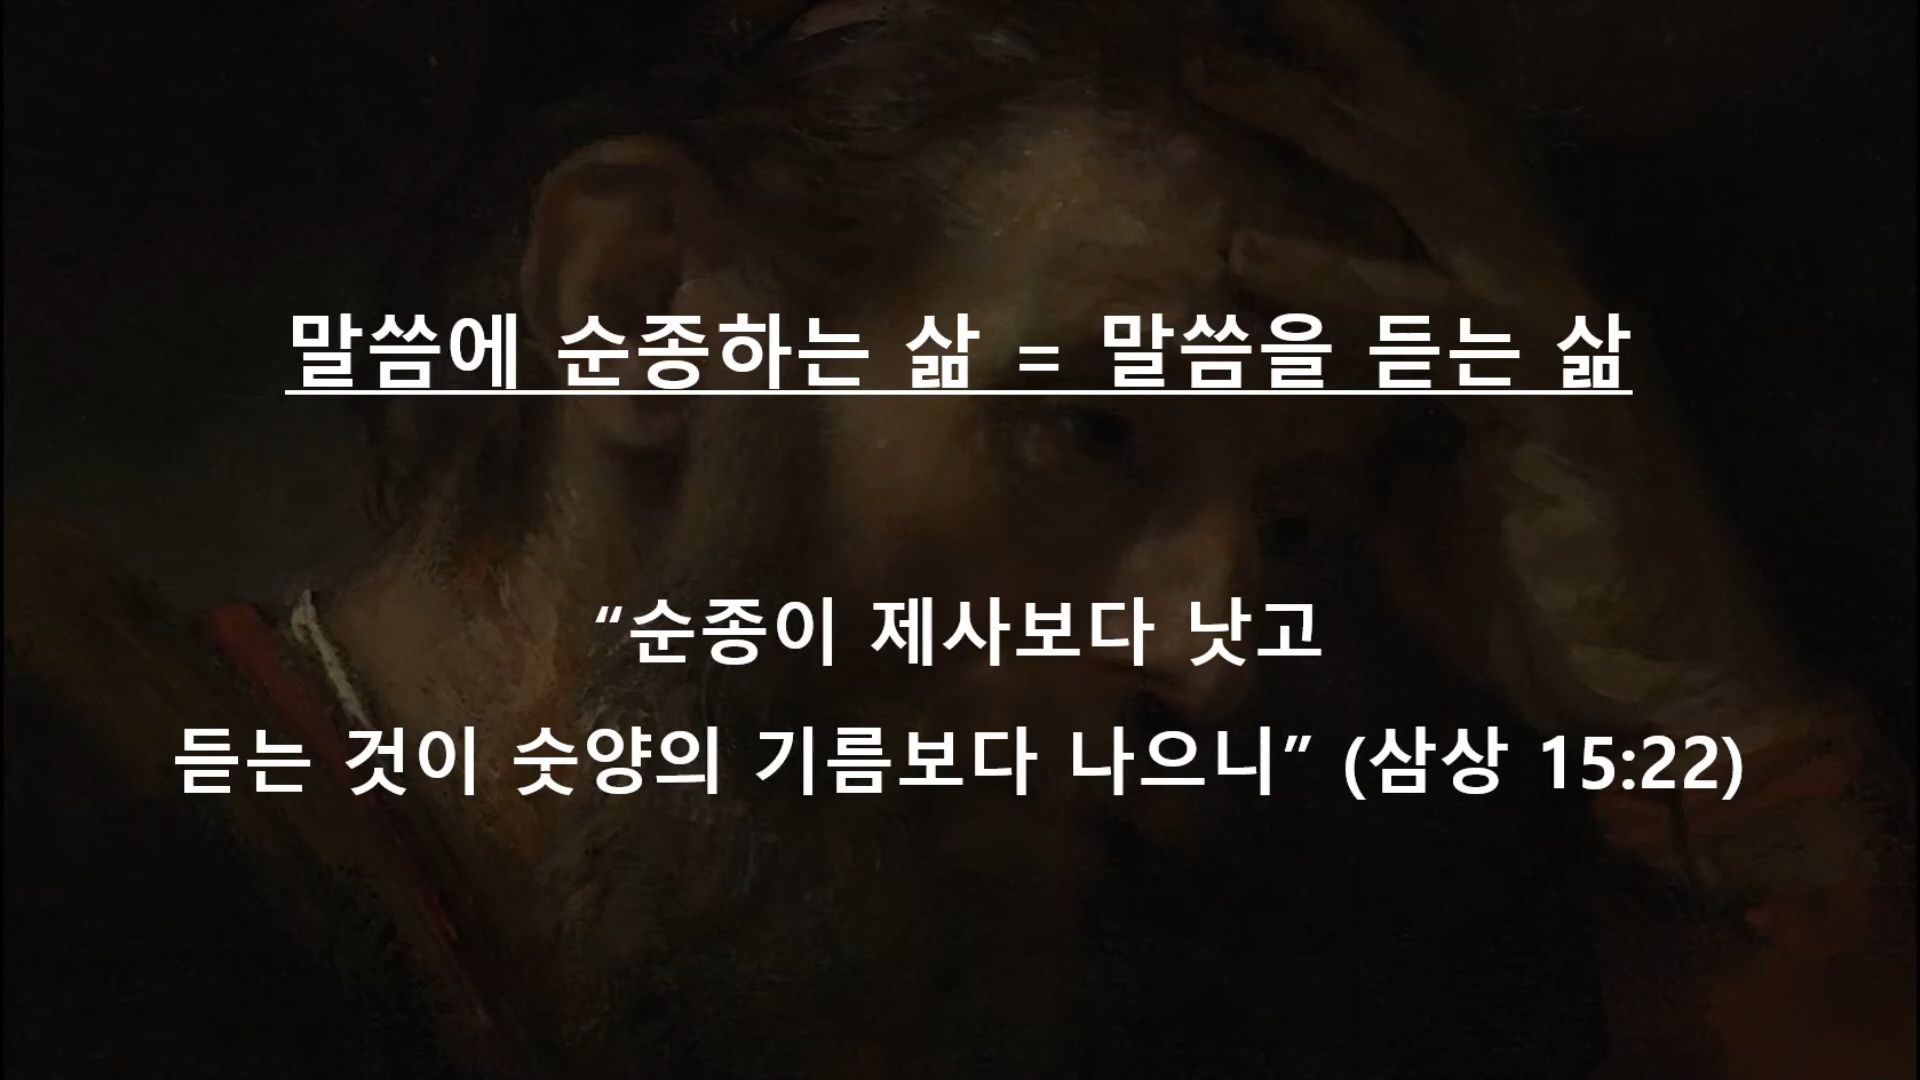 말씀에 순종하는 삶 = 말씀을 듣는 삶
“순종이 제사보다 낫고
듣는 것이 숫양의 기름보다 나으니” (삼상 15:22)